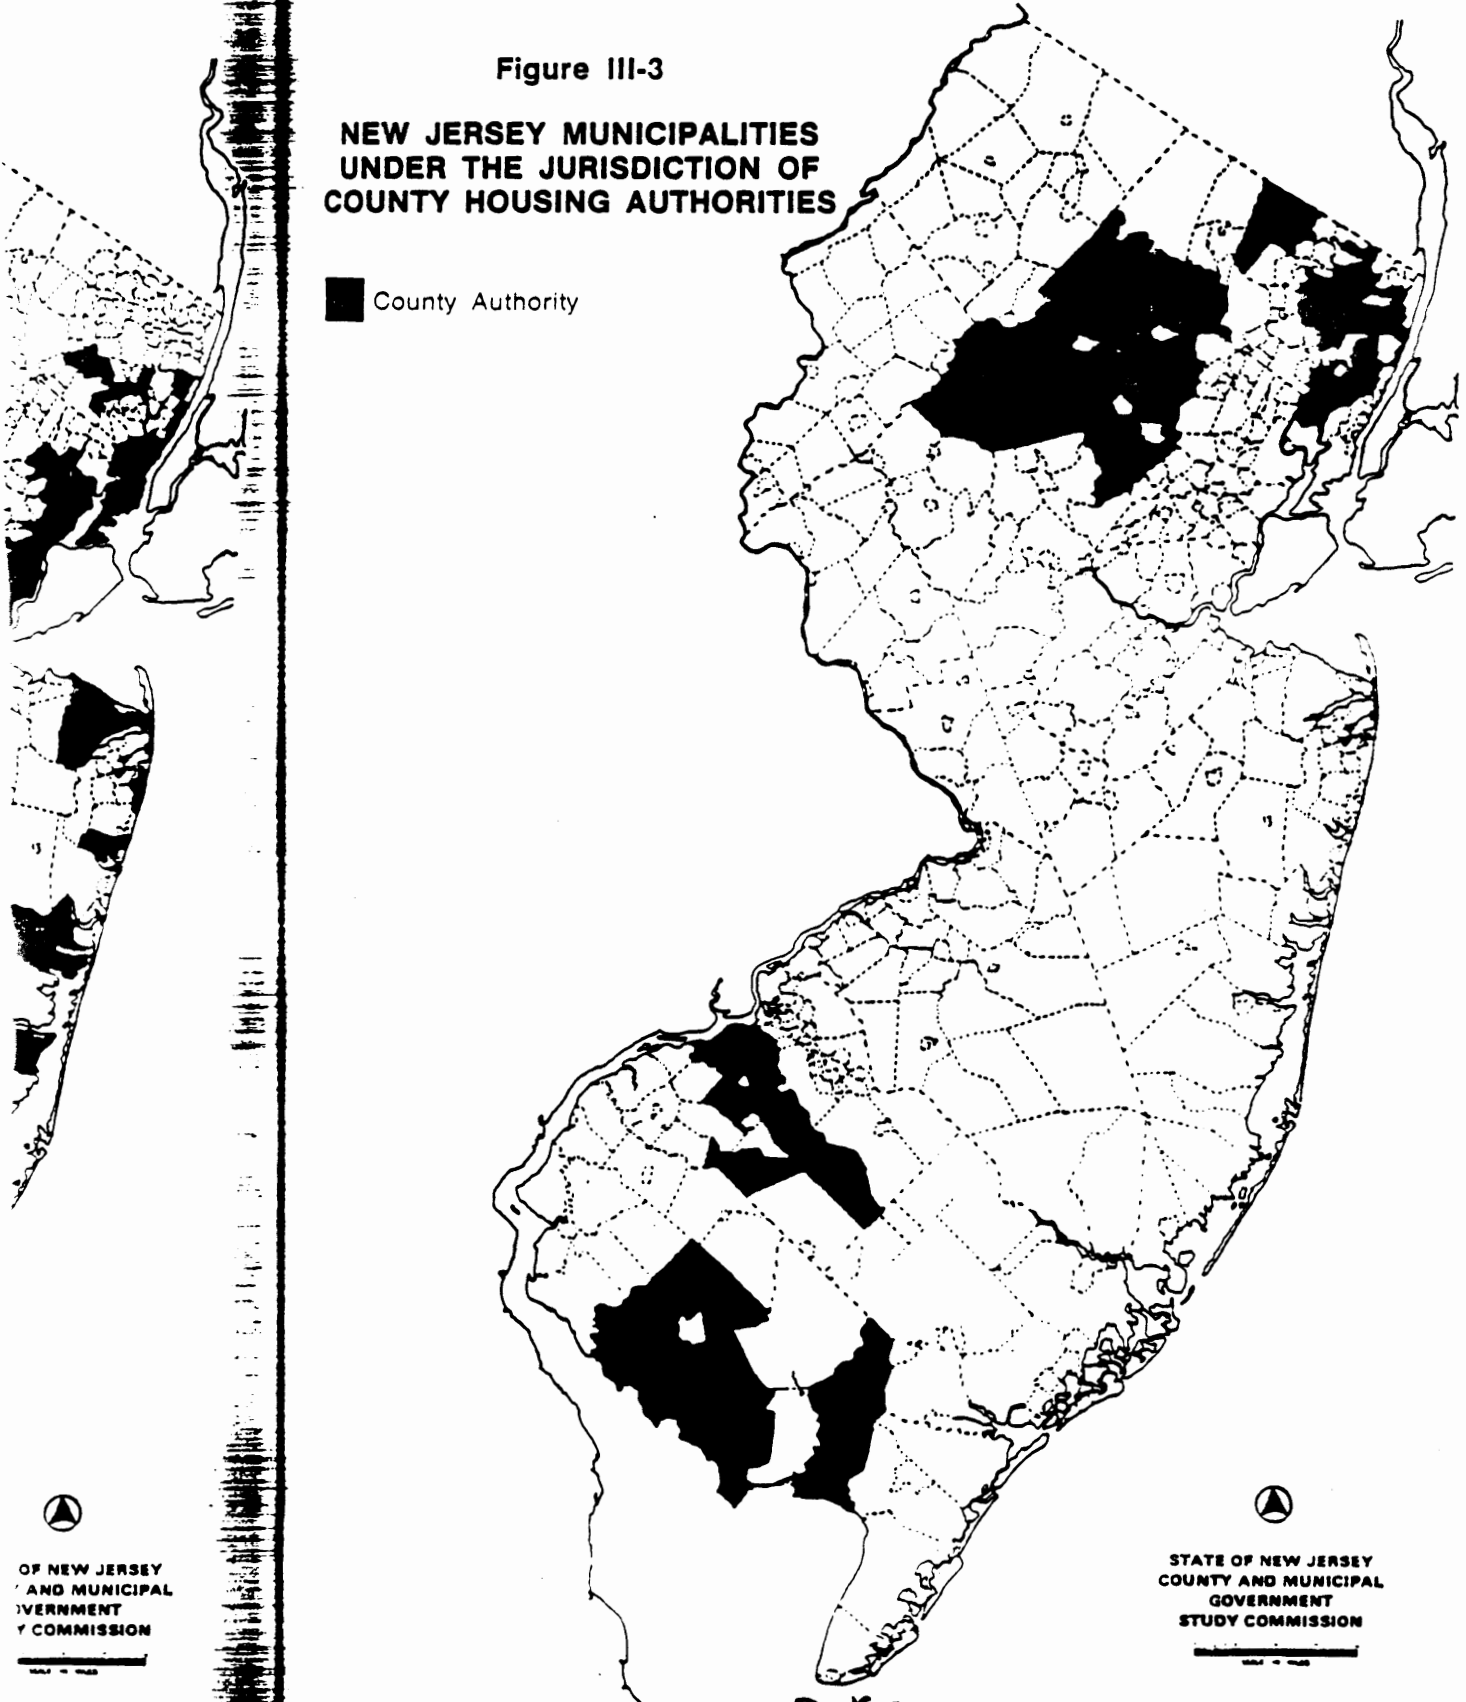 Figure III-3
NEW JERSEY MUNICIPALITIES
UNDER THE JURISDICTION OF
COUNTY HOUSING AUTHORITIES
County Authority
OF NEW JERSEY
AND MUNICIPAL
VERNMENT
Y COMMISSION
STATE OF NEW JERSEY
COUNTY AND MUNICIPAL
GOVERNMENT
STUDY COMMISSION